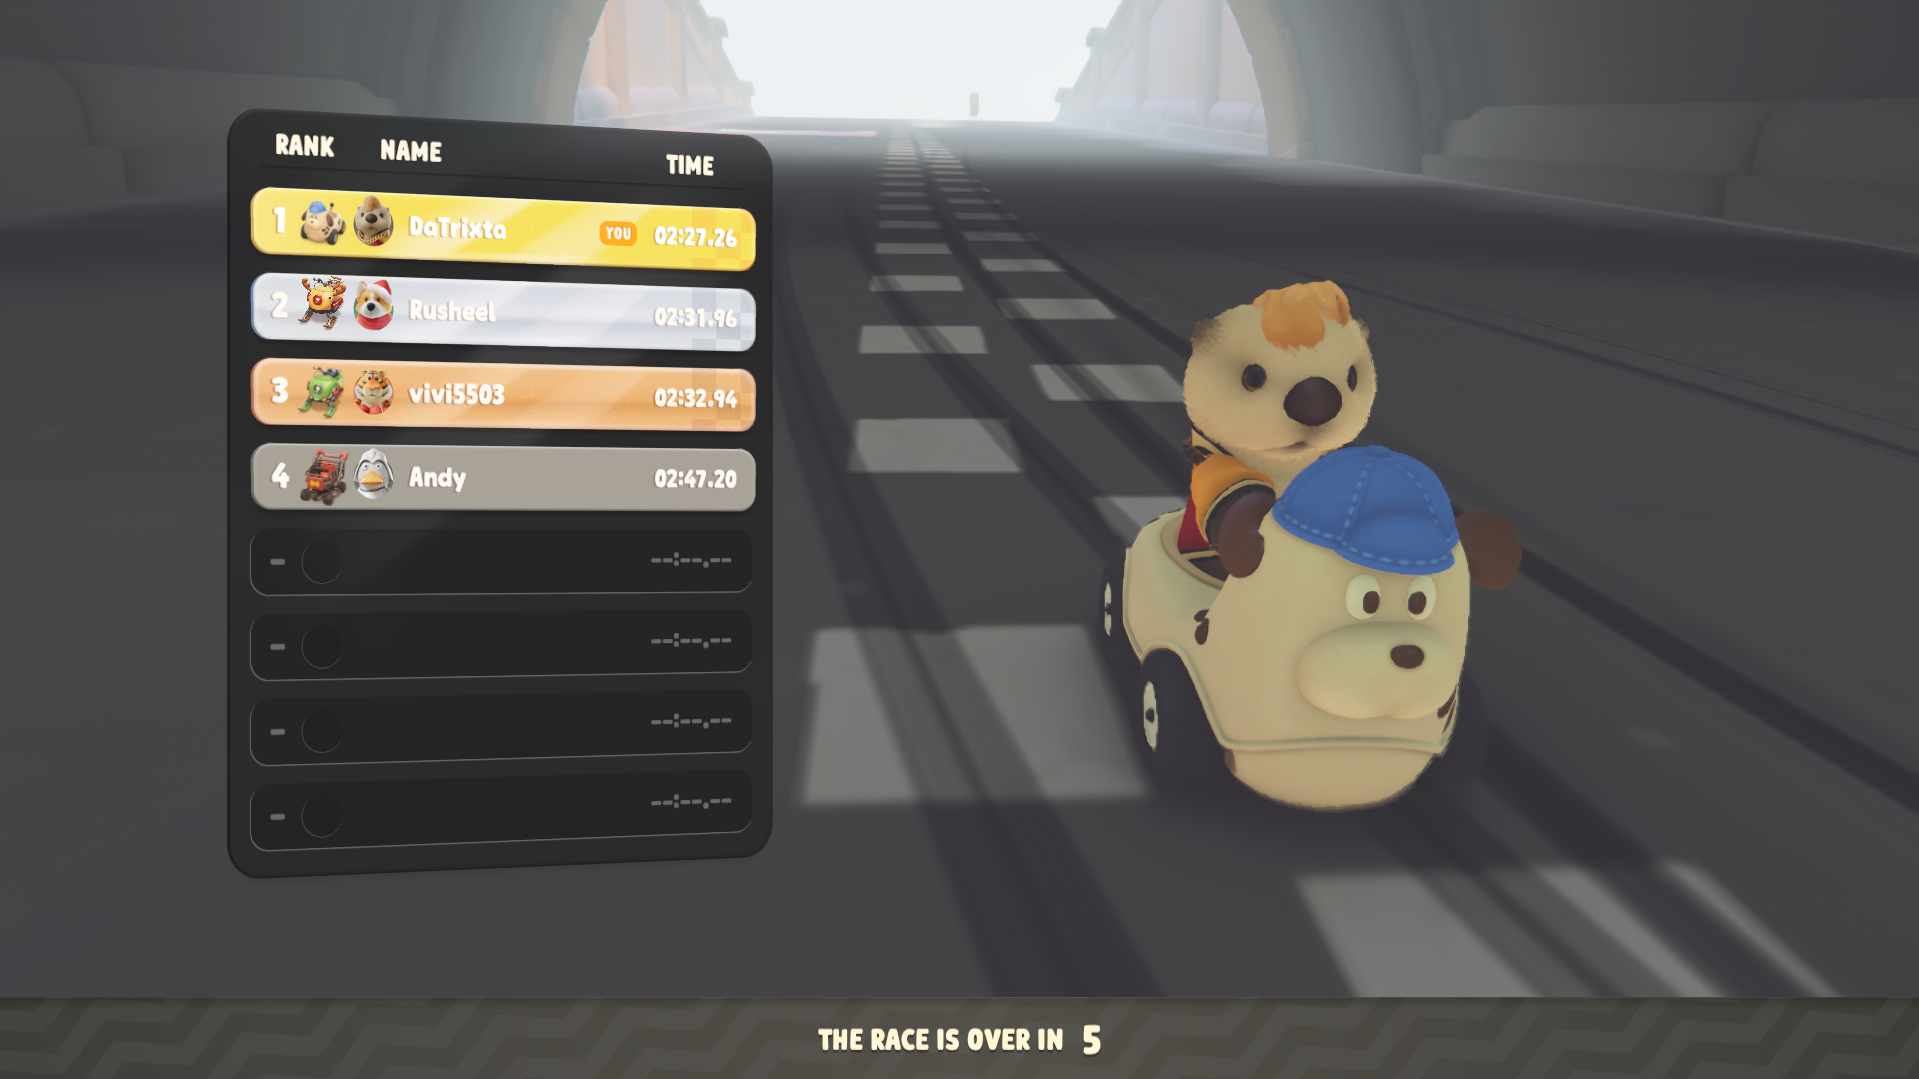 RANK NAME TIME
1 DaTrixta YOU 02:27.26
2 Rusheel 02:31.96
3 vivi5503 02:32.94
4 Andy 02:47.20
- --:--.--
- --:--.--
- --:--.--
- --:--.--
THE RACE IS OVER IN 5